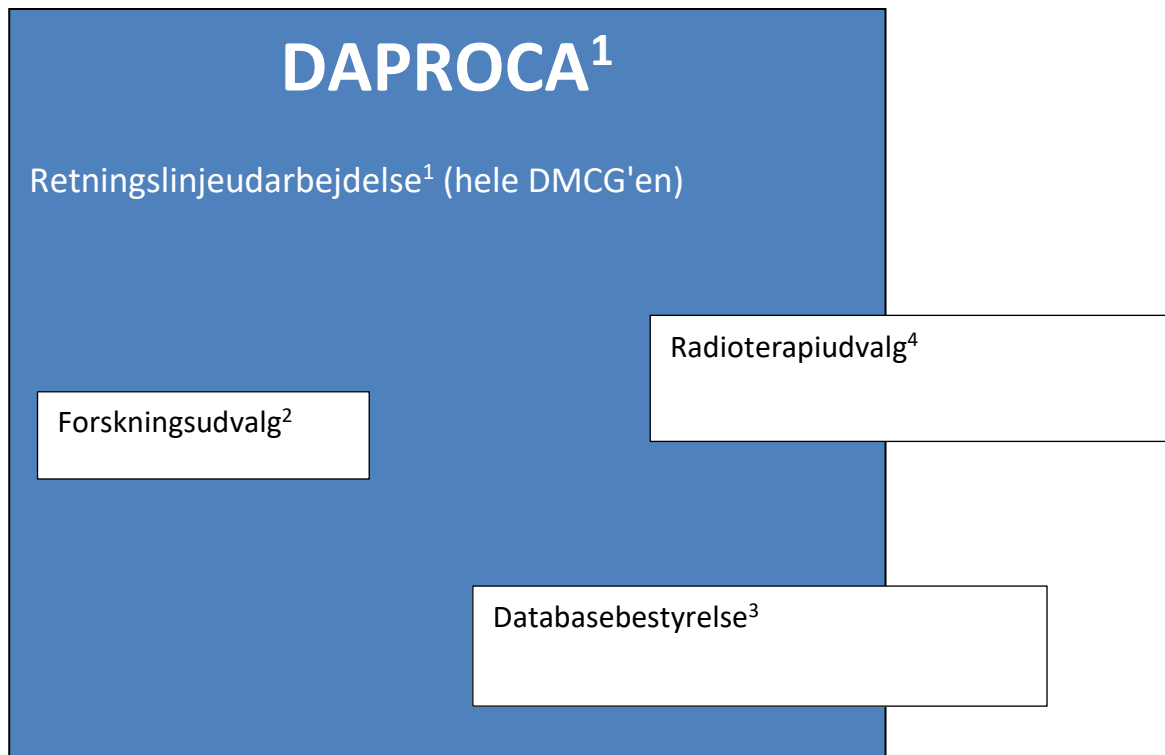 DAPROCA¹
Retningslinjeudarbejdelse¹ (hele DMCG'en)
Radioterapiudvalg⁴
Forskningsudvalg²
Databasebestyrelse³